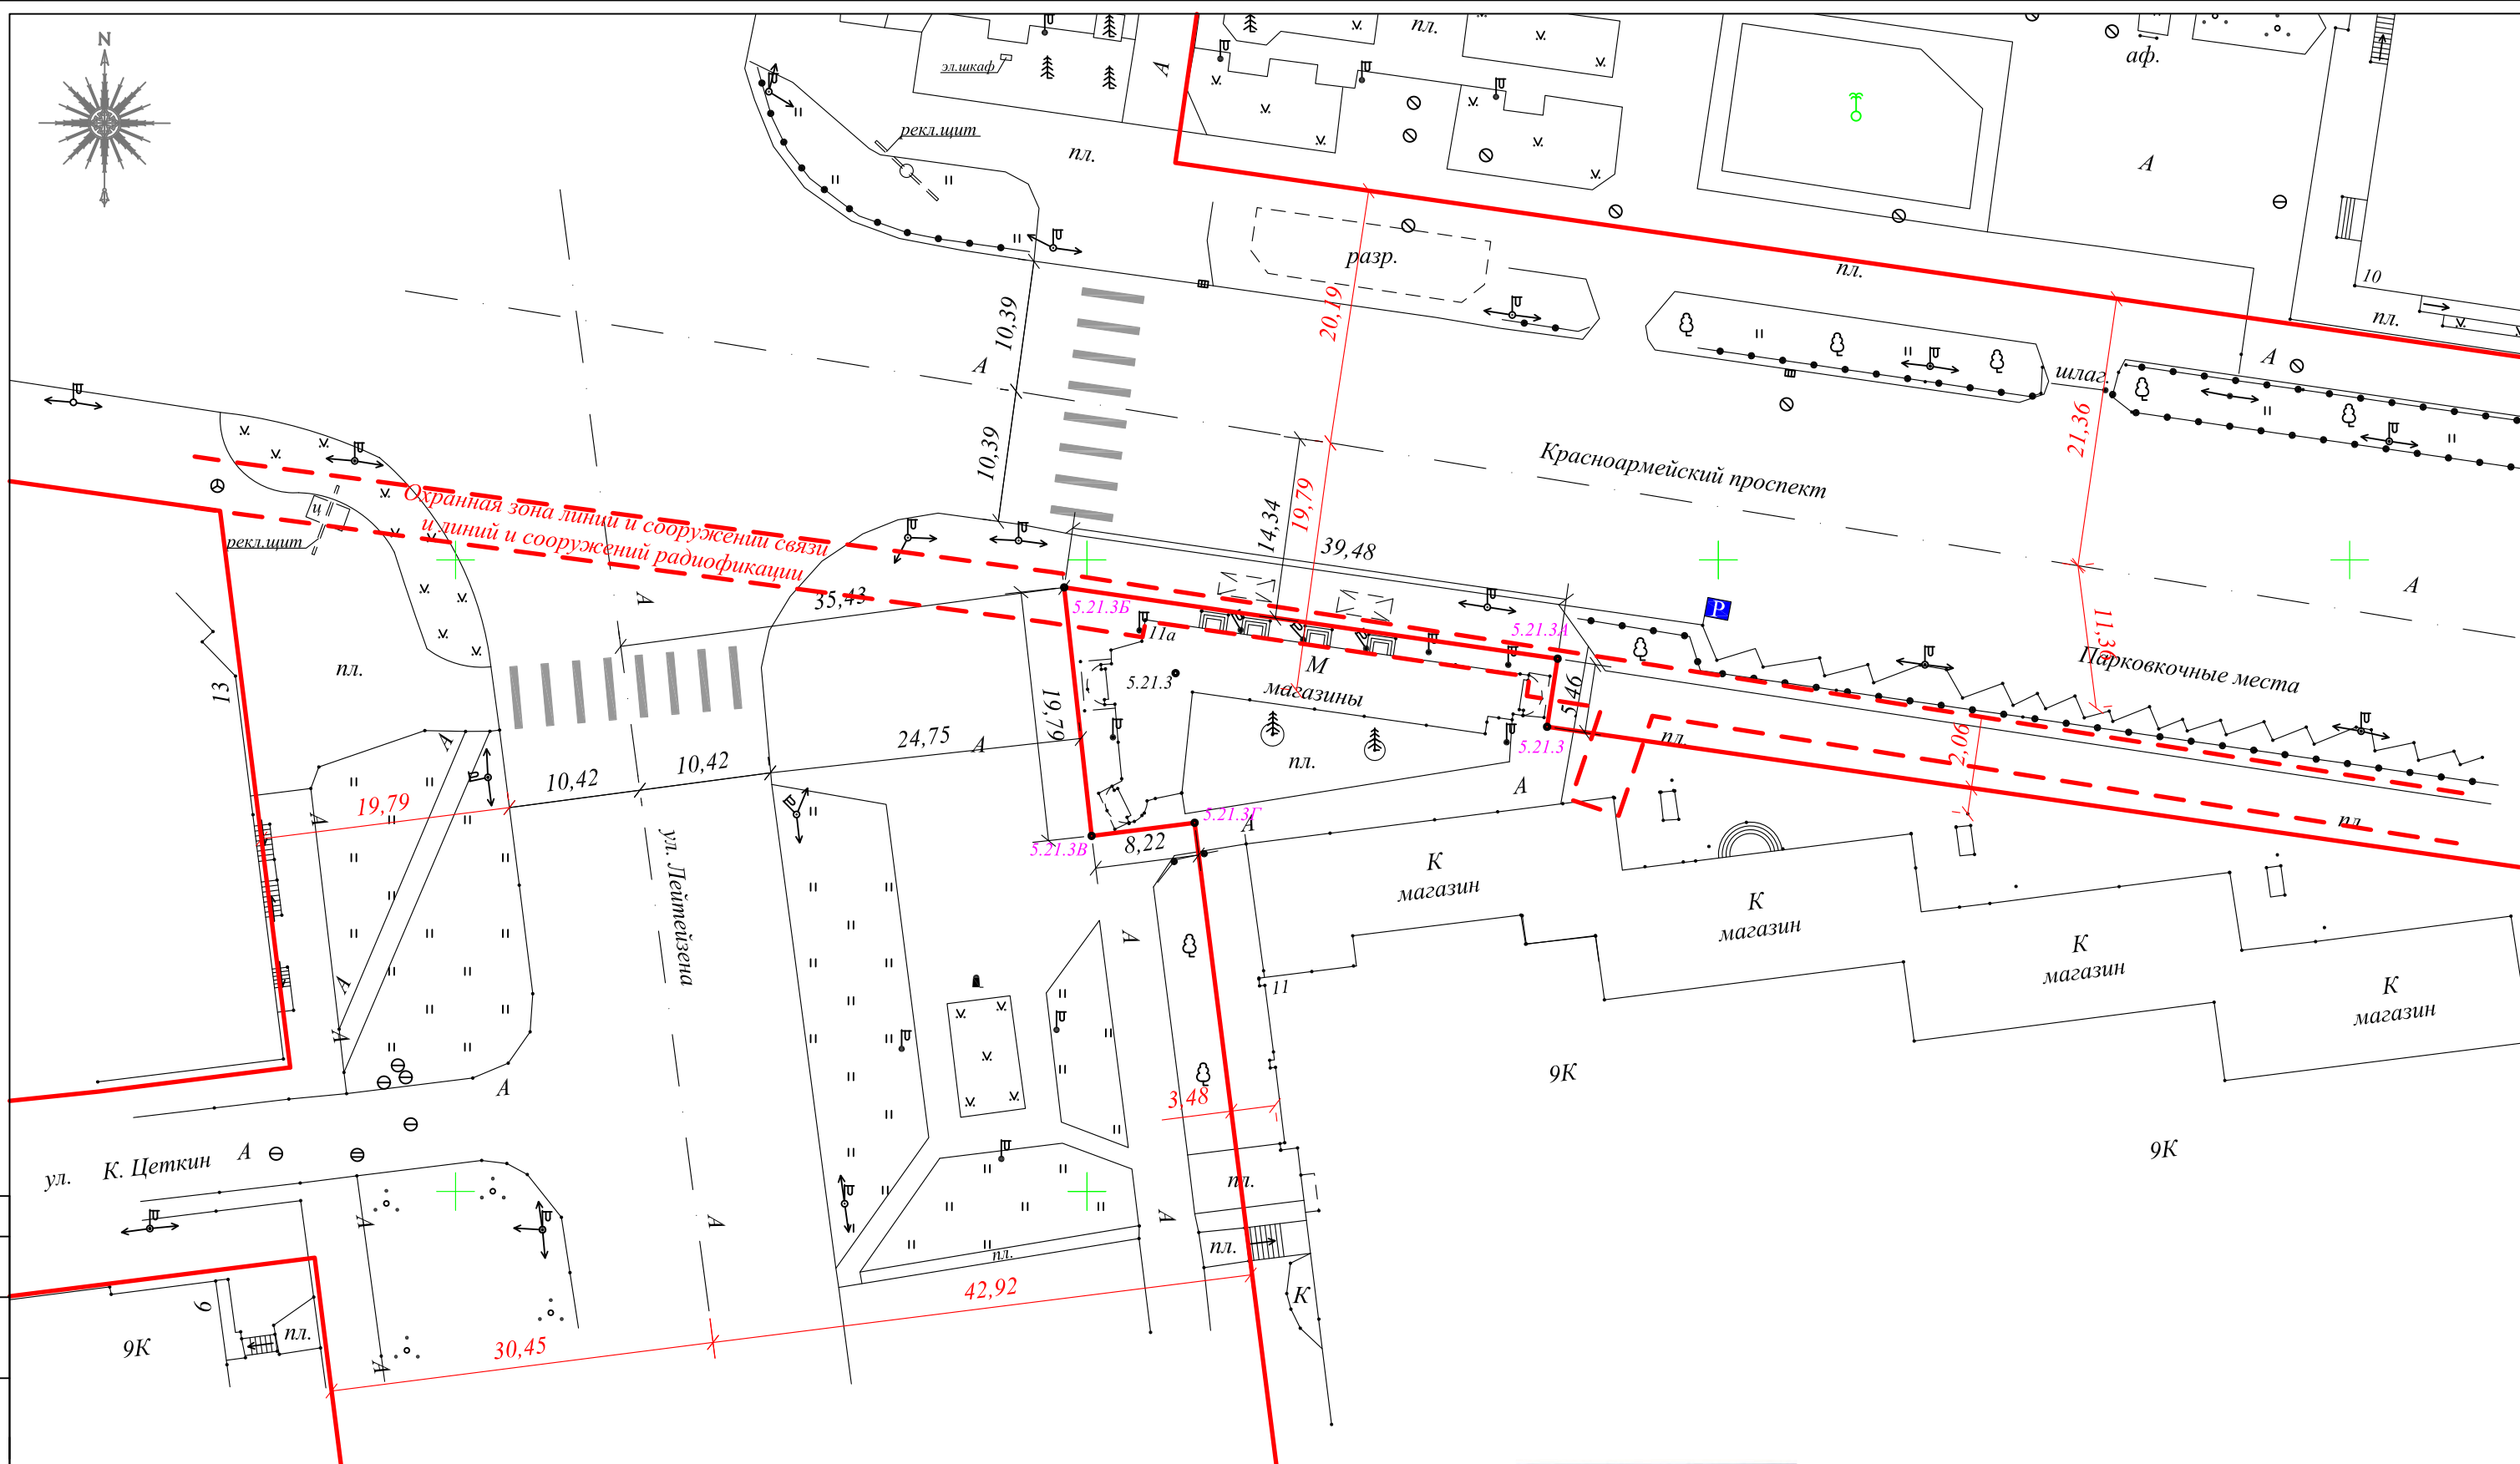 N
эл.шкаф
А
пл.
аф.
рекл.щит
пл.
А
разр.
пл.
10
пл.
20,19
10,39
А
А
шлаг.
21,36
10,39
Красноармейский проспект
14,34
19,79
39,48
Охранная зона линий и сооружений связи
и линий и сооружений радиофикации
ц
рекл.щит
А
35,43
5.21.3Б
5.21.3А
Р
А
11,36
11а
М
магазины
5.21.3
5,46
Парковочные места
пл.
13
19,79
24,75
А
5.21.3
пл.
пл.
2,06
А
10,42
10,42
А
19,79
А
5.21.3Г
А
пл.
8,22
5.21.3В
ул. Лейтейзена
К
магазин
К
магазин
К
магазин
К
магазин
А
А
11
А
9К
А
3,48
9К
ул.
К. Цеткин
А
пл.
А
А
А
пл.
пл.
42,92
К
9
пл.
9К
30,45
А